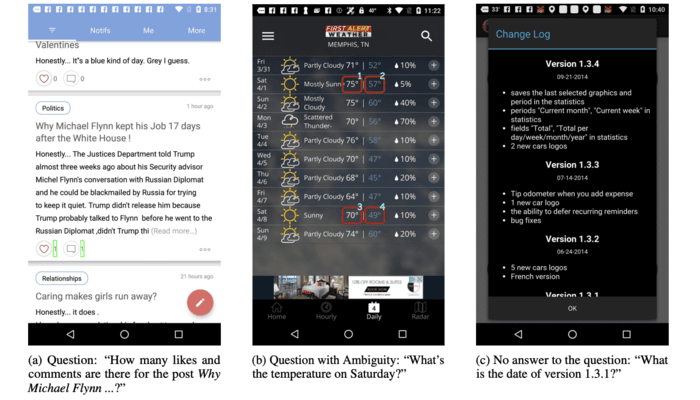 8:31
Notifs Me More
Valentines
Honestly... It"s a blue kind of day. Grey I guess.
0 0
Politics 1 hour ago
Why Michael Flynn kept his Job 17 days
after the White House !
Honestly... The Justices Department told Trump
almost three weeks ago about his Security advisor
Michel Flynn's conversation with Russian Diplomat
and he could be blackmailed by Russia for trying
to keep it quiet. Trump didn't release him because
Trump probably talked to Flynn before he went to the
Russian Diplomat ,didn't Trump thi (Read more...)
1 1
Relationships 21 hours ago
Caring makes girls run away?
Honestly... it does .
(a) Question: "How many likes and
comments are there for the post Why
Michael Flynn ...?"
11:22
FIRST ALERT
WEATHER
MEMPHIS, TN
Fri
3/31 Partly Cloudy 71° | 52° 10%
Sat
4/1 Mostly Sunn 75° 1 57° 2 5%
Sun
4/2 Mostly
Cloudy 75° | 60° 40%
Mon
4/3 Scattered
Thunder- 70° | 56° 70%
Tue
4/4 Partly Cloudy 76° | 58° 10%
Wed
4/5 Partly Cloudy 70° | 47° 10%
Thu
4/6 Partly Cloudy 68° | 45° 20%
Fri
4/7 Partly Cloudy 64° | 47° 10%
Sat
4/8 Sunny 70° 3 49° 4 10%
Sun
4/9 Partly Cloudy 74° | 60° 20%
Home Hourly 4 Daily Radar
(b) Question with Ambiguity: "What's
the temperature on Saturday?"
33° 10:40
Change Log
Version 1.3.4
09-21-2014
• saves the last selected graphics and
period in the statistics
• periods "Current month", "Current week" in
statistics
• fields "Total", "Total per
day/week/month/year" in statistics
• 2 new cars logos
Version 1.3.3
07-14-2014
• Tip odometer when you add expense
• 1 new car logo
• the ability to defer recurring reminders
• bug fixes
Version 1.3.2
06-24-2014
• 5 new cars logos
• French version
Version 1.3.1
OK
(c) No answer to the question: "What
is the date of version 1.3.1?"